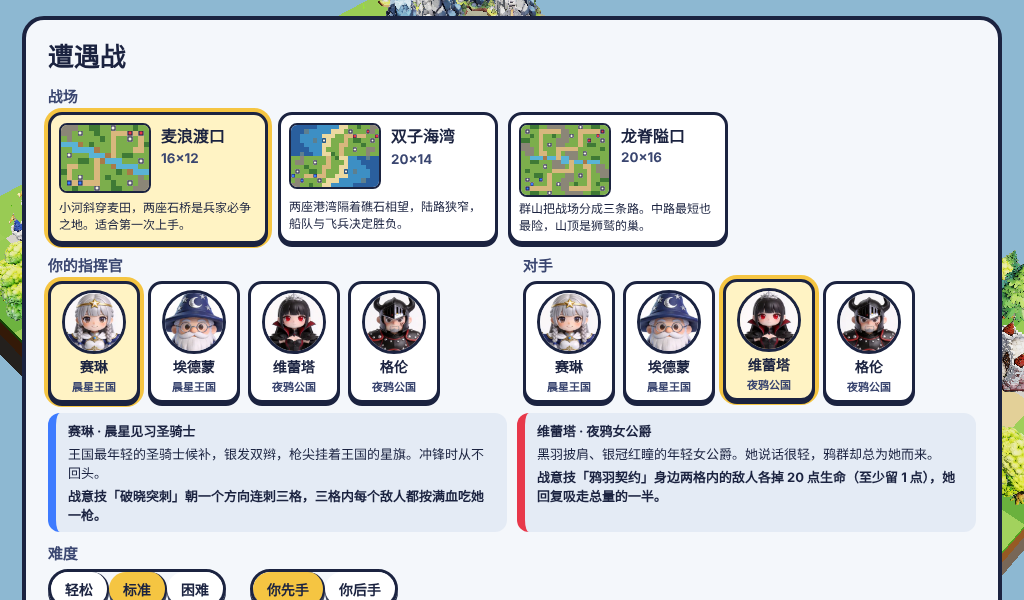 遭遇战
战场
麦浪渡口
16×12
小河斜穿麦田，两座石桥是兵家必争
之地。适合第一次上手。
双子海湾
20×14
两座港湾隔着礁石相望，陆路狭窄，
船队与飞兵决定胜负。
龙脊隘口
20×16
群山把战场分成三条路。中路最短也
最险，山顶是狮鹫的巢。
你的指挥官
赛琳
晨星王国
埃德蒙
晨星王国
维蕾塔
夜鸦公国
格伦
夜鸦公国
对手
赛琳
晨星王国
埃德蒙
晨星王国
维蕾塔
夜鸦公国
格伦
夜鸦公国
赛琳 · 晨星见习圣骑士
王国最年轻的圣骑士候补，银发双辫，枪尖挂着王国的星旗。冲锋时从不
回头。
战意技「破晓突刺」朝一个方向连刺三格，三格内每个敌人都按满血吃她
一枪。
维蕾塔 · 夜鸦女公爵
黑羽披肩、银冠红瞳的年轻女公爵。她说话很轻，鸦群却总为她而来。
战意技「鸦羽契约」身边两格内的敌人各掉 20 点生命（至少留 1 点），她
回复吸走总量的一半。
难度
轻松
标准
困难
你先手
你后手